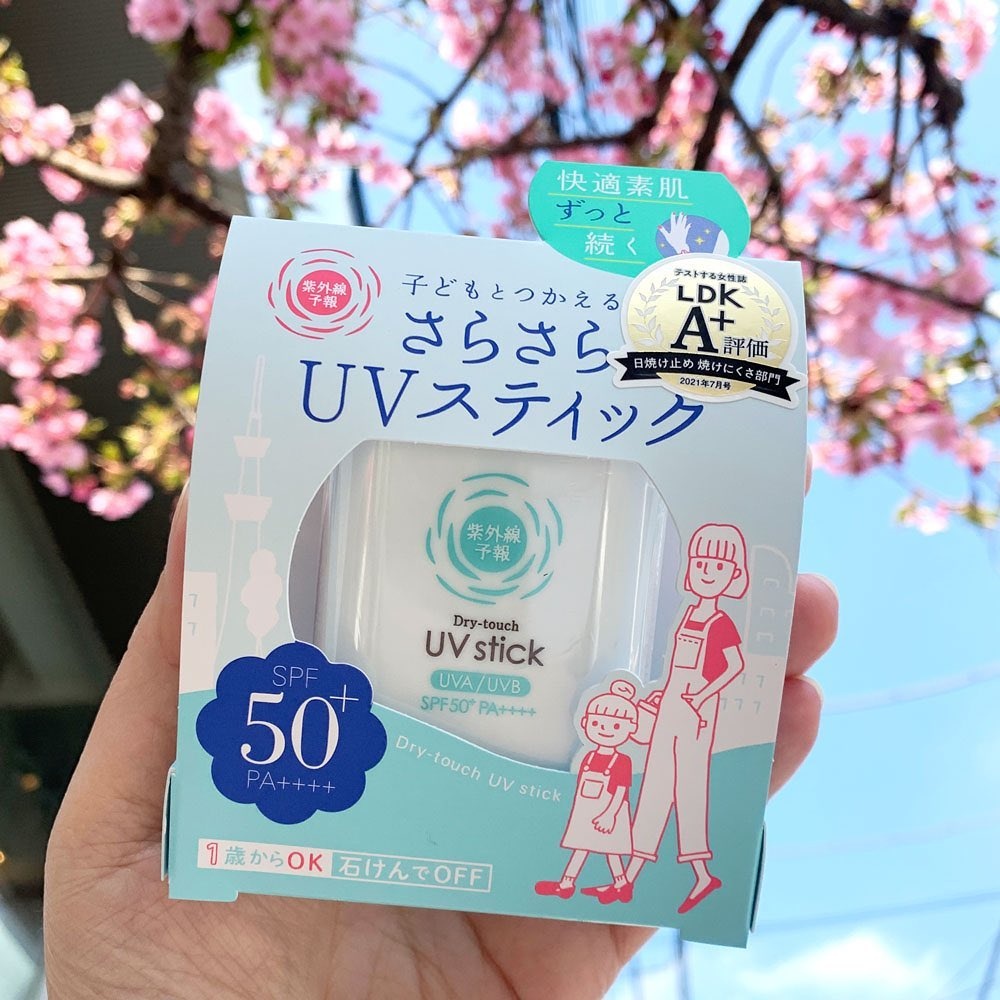 快適素肌
ずっと
続く
テストする女性誌
LDK
A+
評価
日焼け止め 焼けにくさ部門
2021年7月号
紫外線
予報
子どもとつかえる
さらさら
UVスティック
紫外線
予報
Dry-touch
UV stick
UVA/UVB
SPF50+ PA++++
SPF
50+
PA++++
Dry-touch UV stick
1歳からOK
石けんでOFF